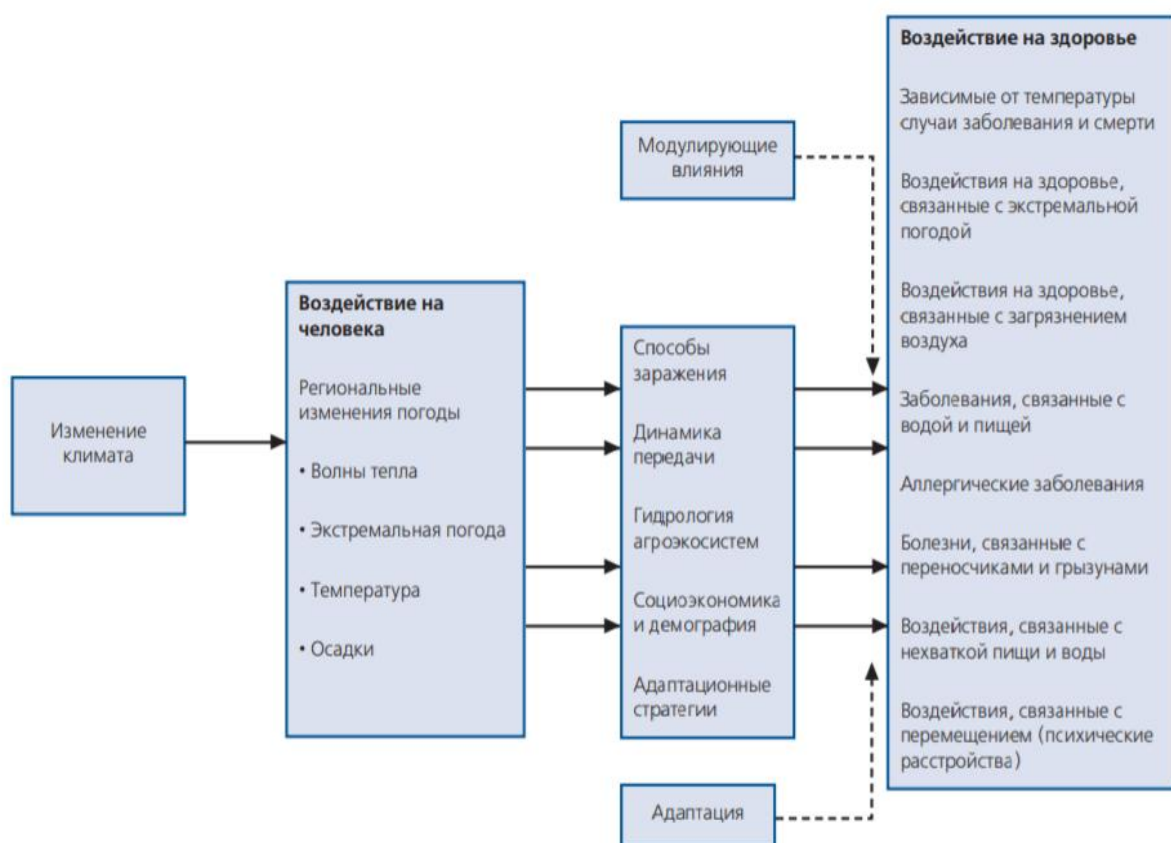 Изменение
климата
Воздействие на
человека
Региональные
изменения погоды
• Волны тепла
• Экстремальная погода
• Температура
• Осадки
Модулирующие
влияния
Способы
заражения
Динамика
передачи
Гидрология
агроэкосистем
Социоэкономика
и демография
Адаптационные
стратегии
Адаптация
Воздействие на здоровье
Зависимые от температуры
случаи заболевания и смерти
Воздействия на здоровье,
связанные с экстремальной
погодой
Воздействия на здоровье,
связанные с загрязнением
воздуха
Заболевания, связанные с
водой и пищей
Аллергические заболевания
Болезни, связанные с
переносчиками и грызунами
Воздействия, связанные с
нехваткой пищи и воды
Воздействия, связанные с
перемещением (психические
расстройства)